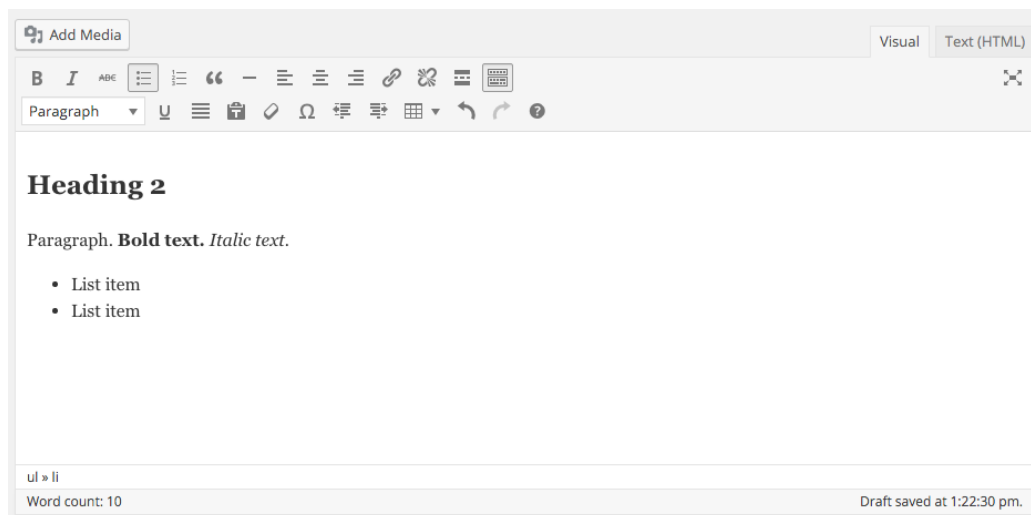 Add Media
Visual
Text (HTML)
B I ABC
Paragraph U Ω
Heading 2
Paragraph. Bold text. Italic text.
• List item
• List item
ul » li
Word count: 10
Draft saved at 1:22:30 pm.